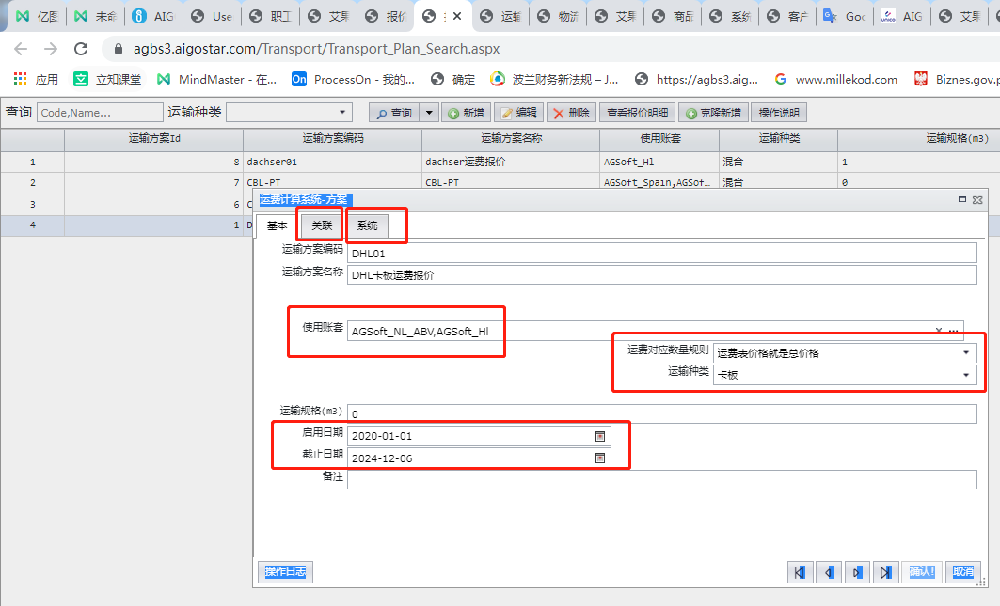 亿图 未命 AIG Use 职工 艾果 报价 运输 物流 艾果 商品 系统 客户 Goc AIG 艾果
agbs3.aigostar.com/Transport/Transport_Plan_Search.aspx
应用 立知课堂 MindMaster - 在... On ProcessOn - 我的... 确定 波兰财务新法规 – J... https://agbs3.aig... www.millekod.com Biznes.gov.p
查询 Code,Name... 运输种类 查询 新增 编辑 删除 查看报价明细 克隆新增 操作说明
运输方案Id 运输方案编码 运输方案名称 使用账套 运输种类 运输规格(m3)
1 8 dachser01 dachser运费报价 AGSoft_Hl 混合 1
2 7 CBL-PT CBL-PT AGSoft_Spain,AGSof… 混合 0
3 6 C
4 1 D
运费计算系统-方案
基本 关联 系统
运输方案编码 DHL01
运输方案名称 DHL卡板运费报价
使用账套 AGSoft_NL_ABV,AGSoft_Hl
运费对应数量规则 运费表价格就是总价格
运输种类 卡板
运输规格(m3) 0
启用日期 2020-01-01
截止日期 2024-12-06
备注
操作日志 确认! 取消